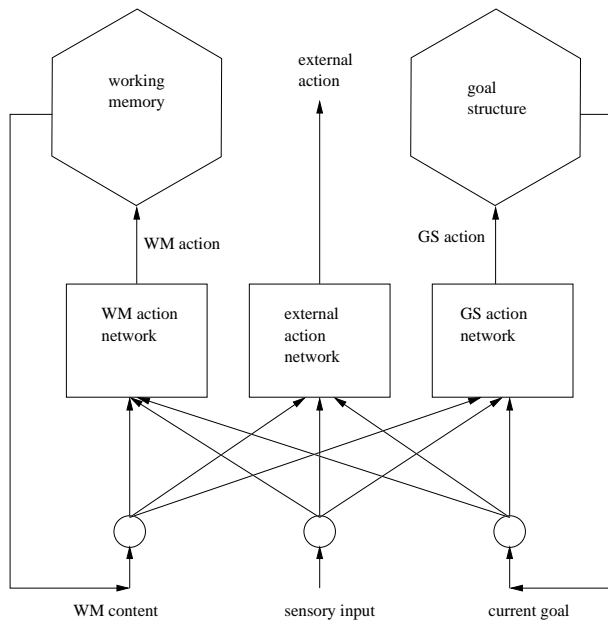 working
memory
external
action
goal
structure
WM action
GS action
WM action
network
external
action
network
GS action
network
WM content
sensory input
current goal